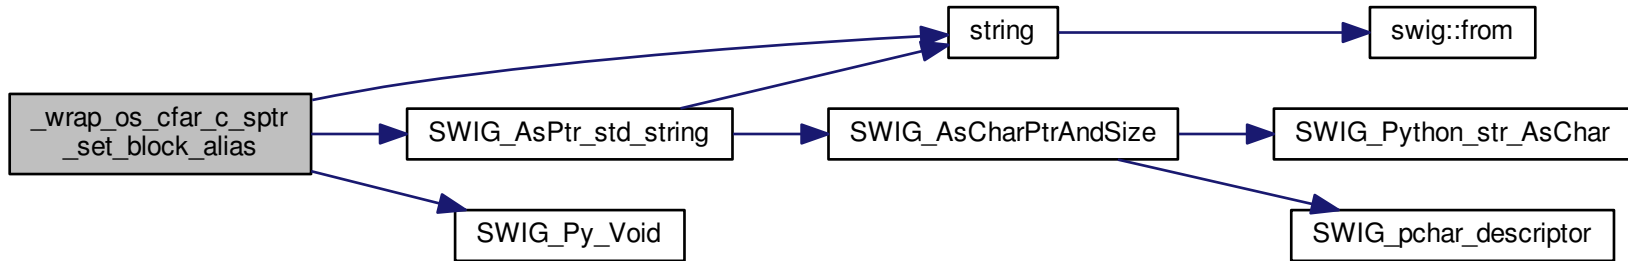 _wrap_os_cfar_c_sptr
_set_block_alias
string
swig::from
SWIG_AsPtr_std_string
SWIG_AsCharPtrAndSize
SWIG_Python_str_AsChar
SWIG_Py_Void
SWIG_pchar_descriptor